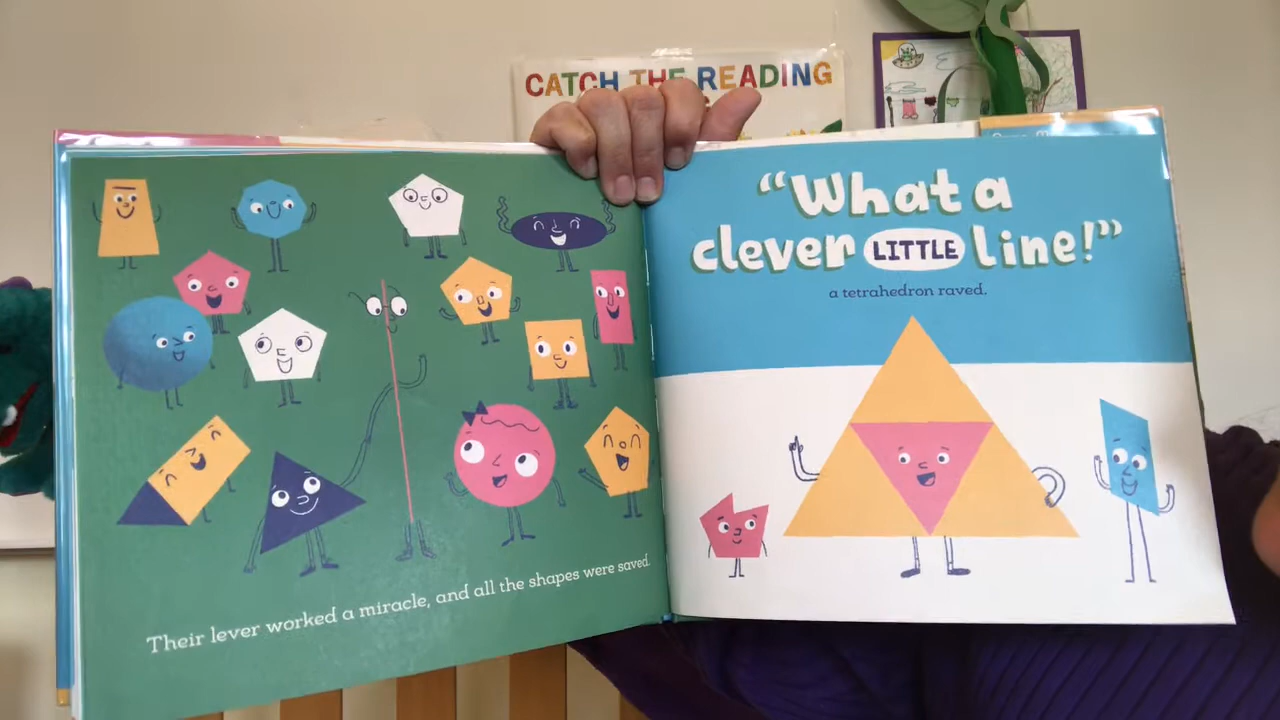 CATCH THE READING
Their lever worked a miracle, and all the shapes were saved.
“What a
clever LITTLE line!”
a tetrahedron raved.